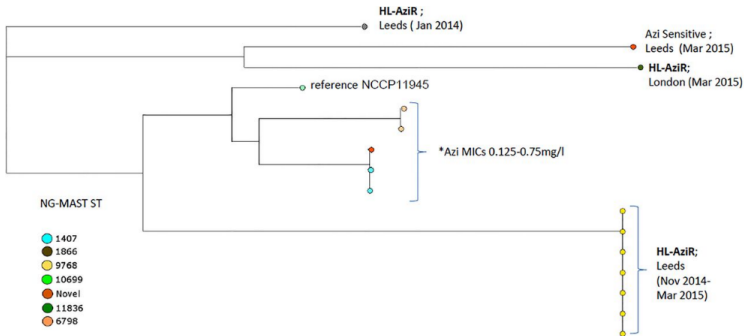 HL-AziR ;
Leeds ( Jan 2014)
Azi Sensitive ;
Leeds (Mar 2015)
HL-AziR;
London (Mar 2015)
reference NCCP11945
*Azi MICs 0.125-0.75mg/l
NG-MAST ST
1407
1866
9768
10699
Novel
11836
6798
HL-AziR;
Leeds
(Nov 2014-
Mar 2015)